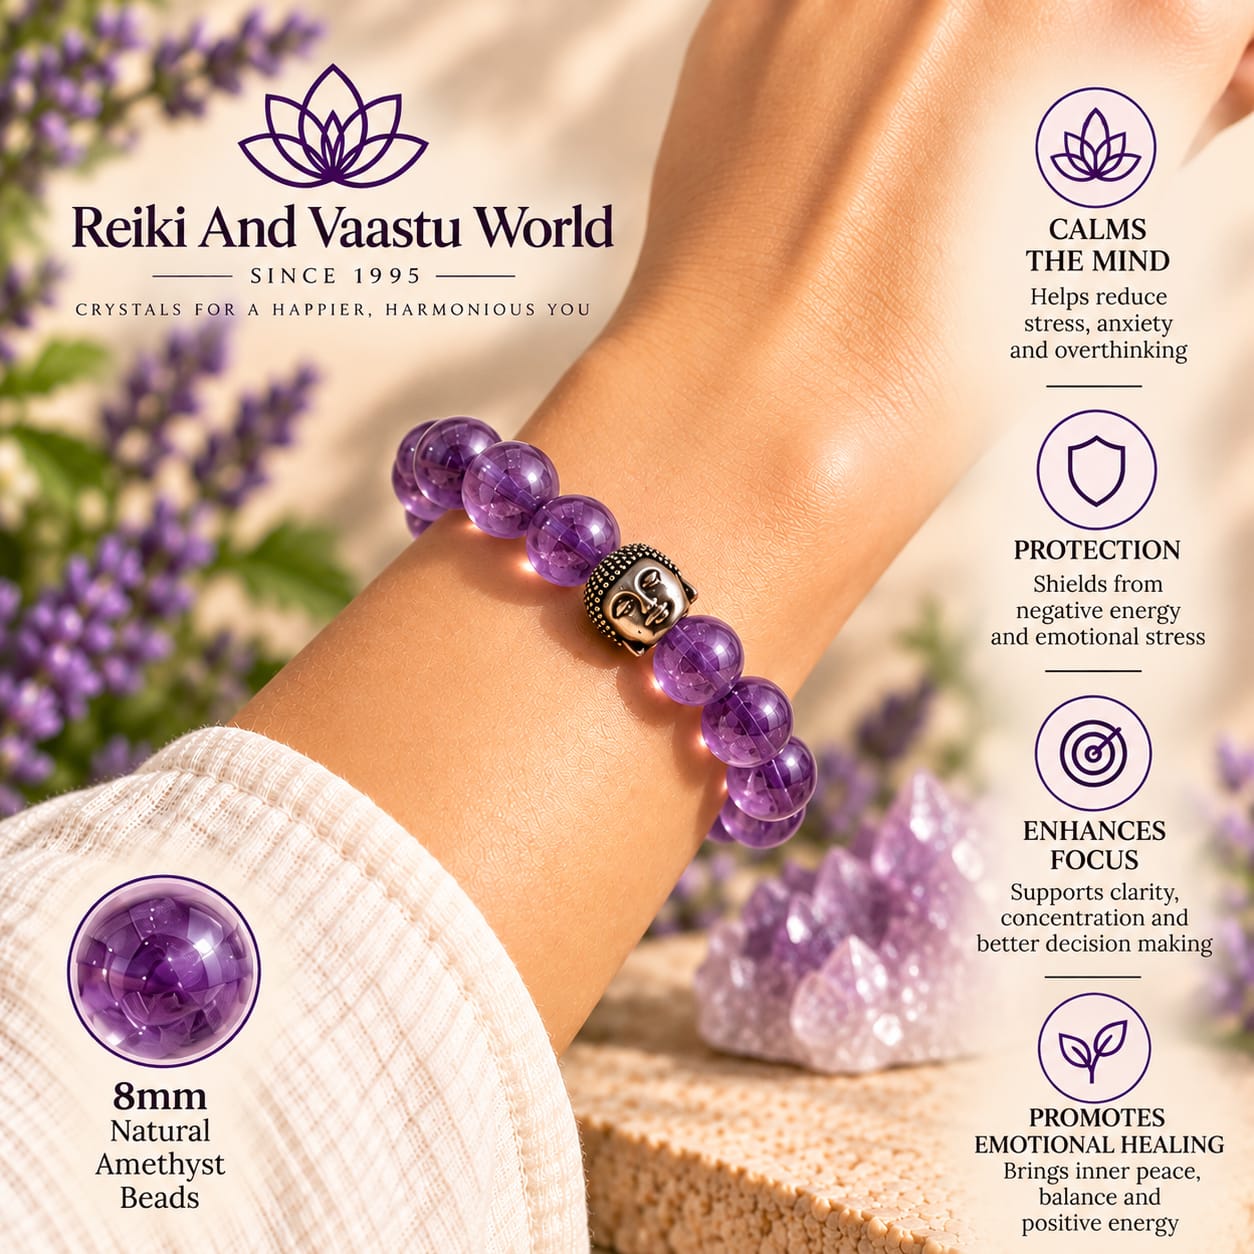 Reiki And Vaastu World
SINCE 1995
CRYSTALS FOR A HAPPIER, HARMONIOUS YOU
CALMS
THE MIND
Helps reduce
stress, anxiety
and overthinking
PROTECTION
Shields from
negative energy
and emotional stress
ENHANCES
FOCUS
Supports clarity,
concentration and
better decision making
PROMOTES
EMOTIONAL HEALING
Brings inner peace,
balance and
positive energy
8mm
Natural
Amethyst
Beads